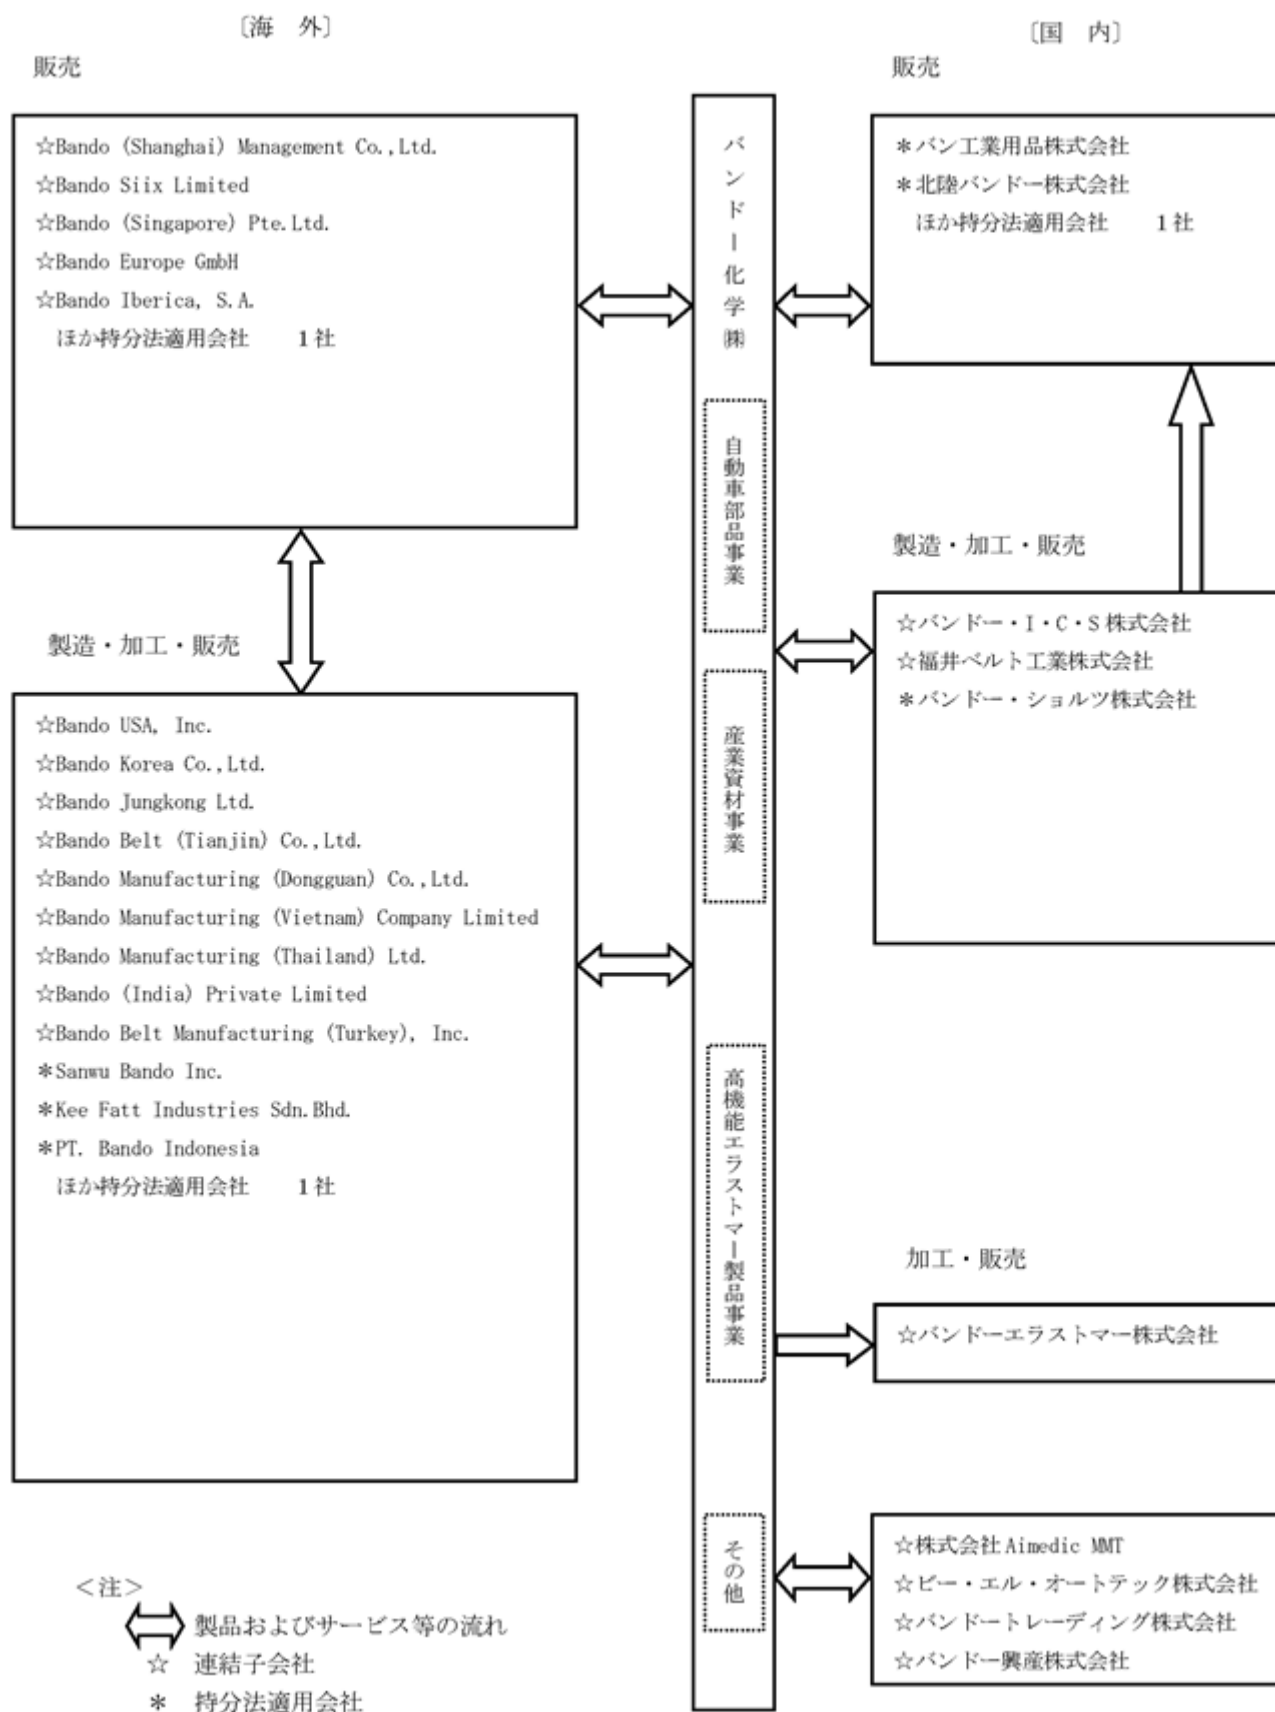 〔海　外〕
販売
☆Bando (Shanghai) Management Co.,Ltd.
☆Bando Siix Limited
☆Bando (Singapore) Pte.Ltd.
☆Bando Europe GmbH
☆Bando Iberica, S.A.
ほか持分法適用会社　　1社
製造・加工・販売
☆Bando USA, Inc.
☆Bando Korea Co.,Ltd.
☆Bando Jungkong Ltd.
☆Bando Belt (Tianjin) Co.,Ltd.
☆Bando Manufacturing (Dongguan) Co.,Ltd.
☆Bando Manufacturing (Vietnam) Company Limited
☆Bando Manufacturing (Thailand) Ltd.
☆Bando (India) Private Limited
☆Bando Belt Manufacturing (Turkey), Inc.
＊Sanwu Bando Inc.
＊Kee Fatt Industries Sdn.Bhd.
＊PT. Bando Indonesia
ほか持分法適用会社　　1社
バンドー化学㈱
自動車部品事業
産業資材事業
高機能エラストマー製品事業
その他
〔国　内〕
販売
＊バン工業用品株式会社
＊北陸バンドー株式会社
ほか持分法適用会社　　1社
製造・加工・販売
☆バンドー・I・C・S株式会社
☆福井ベルト工業株式会社
＊バンドー・ショルツ株式会社
加工・販売
☆バンドーエラストマー株式会社
☆株式会社Aimedic MMT
☆ビー・エル・オートテック株式会社
☆バンドートレーディング株式会社
☆バンドー興産株式会社
＜注＞
製品およびサービス等の流れ
☆　連結子会社
＊　持分法適用会社